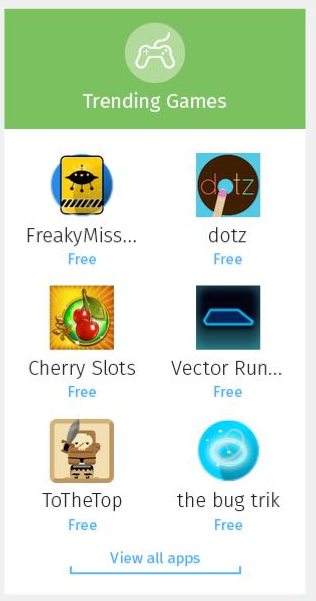 Trending Games
FreakyMiss...
dotz
dotz
Free
Free
Cherry Slots
Vector Run...
Free
Free
ToTheTop
the bug trik
Free
Free
View all apps